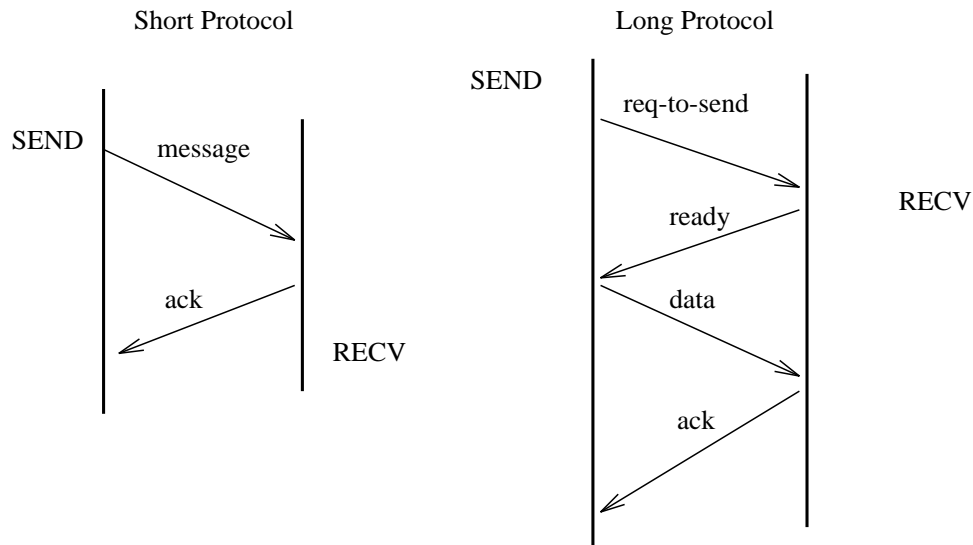 Short Protocol
SEND
message
ack
RECV
Long Protocol
SEND
req-to-send
ready
RECV
data
ack